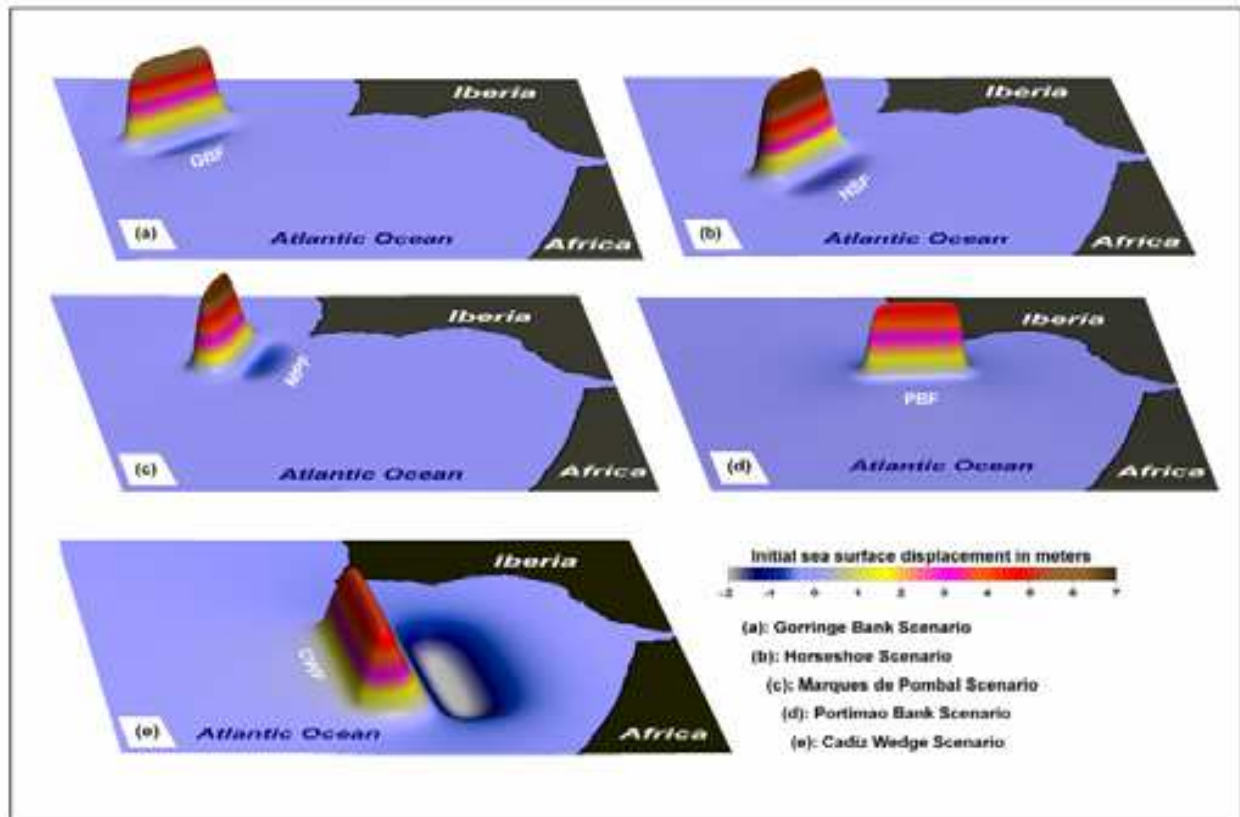 Iberia
GBF
(a)
Atlantic Ocean
Africa
Iberia
HSF
(b)
Atlantic Ocean
Africa
Iberia
MPF
(c)
Atlantic Ocean
Africa
Iberia
PBF
(d)
Atlantic Ocean
Africa
Iberia
CWF
(e)
Atlantic Ocean
Africa
Initial sea surface displacement in meters
-2 -1 0 1 2 3 4 5 6 7
(a): Gorringe Bank Scenario
(b): Horseshoe Scenario
(c): Marques de Pombal Scenario
(d): Portimao Bank Scenario
(e): Cadiz Wedge Scenario